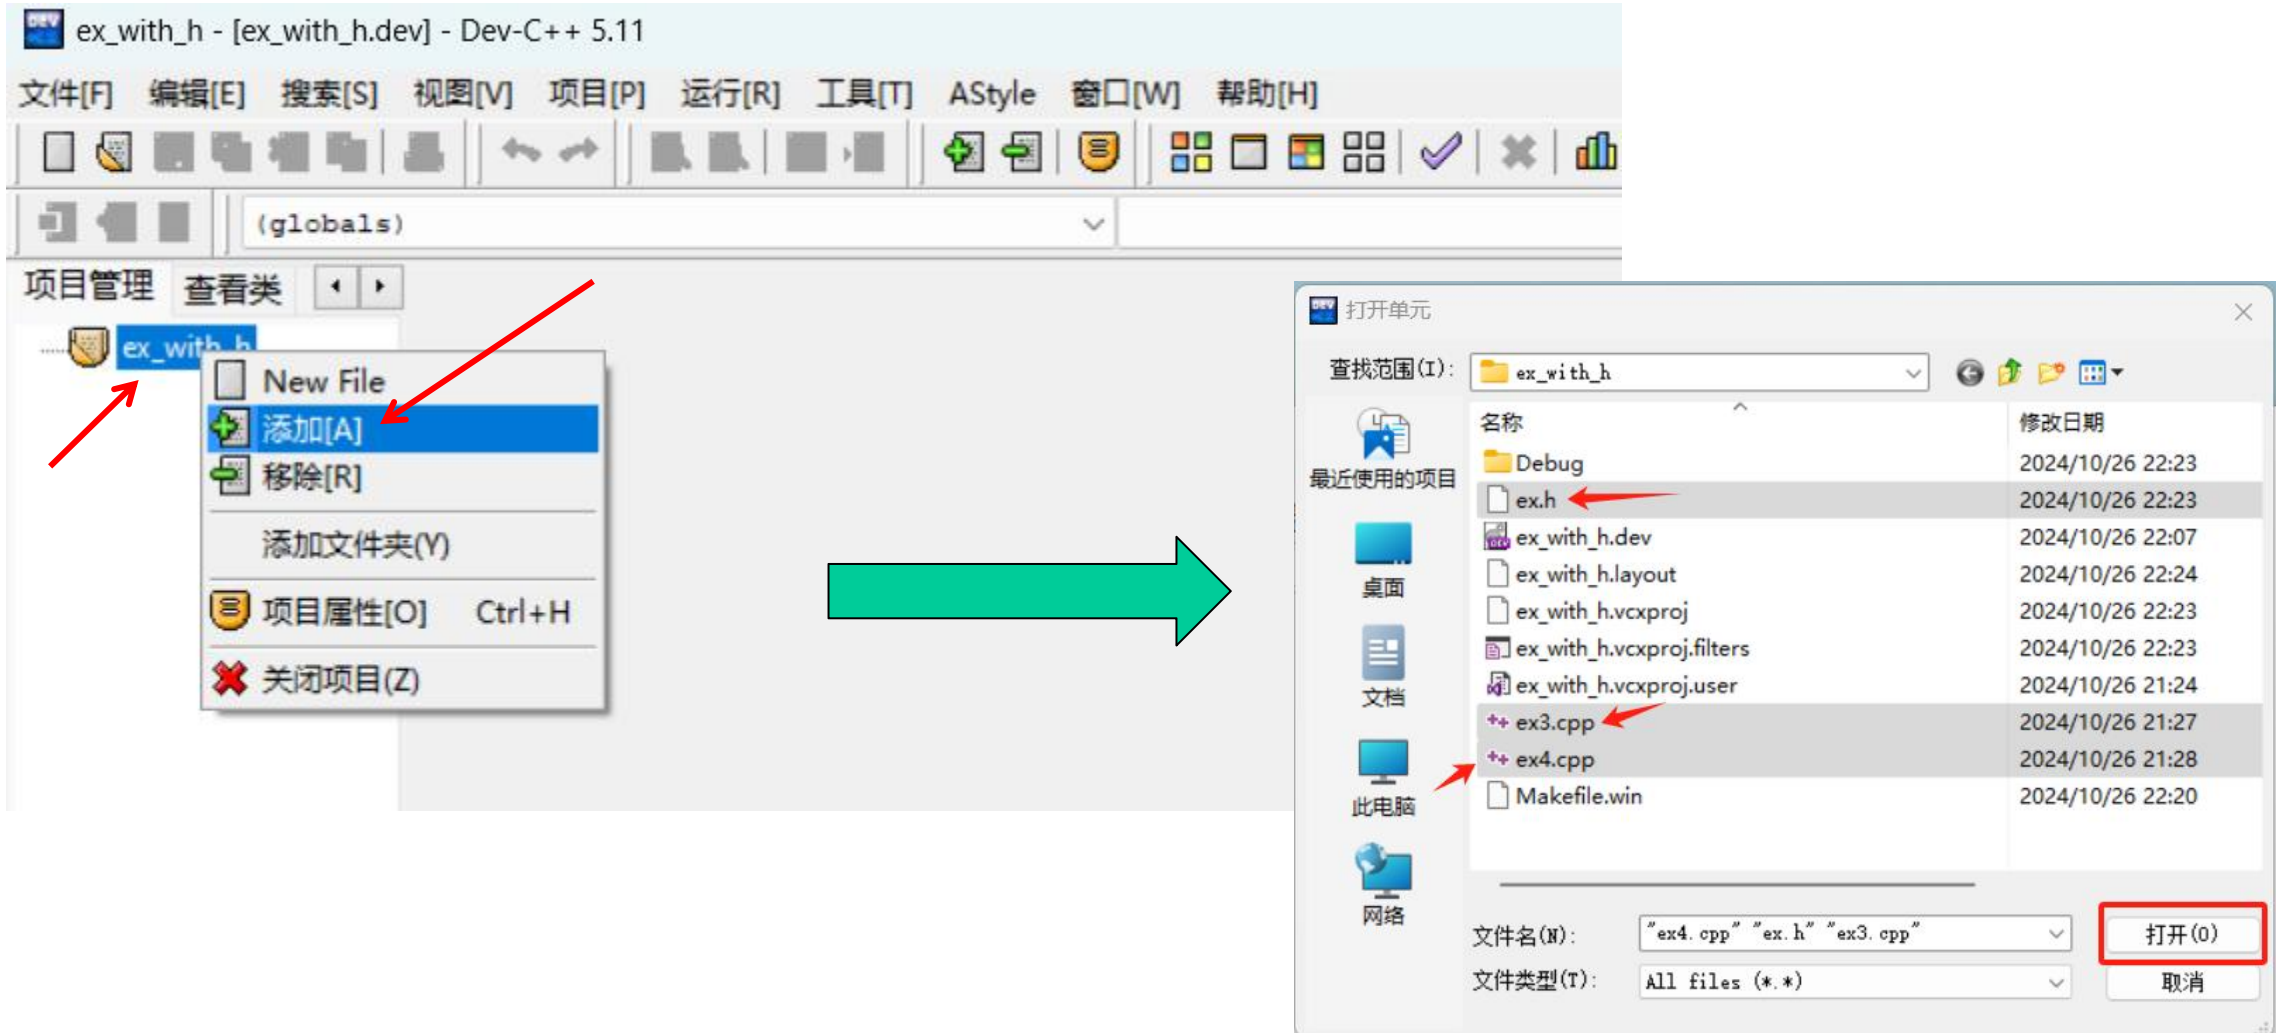 ex_with_h - [ex_with_h.dev] - Dev-C++ 5.11
文件[F] 编辑[E] 搜索[S] 视图[V] 项目[P] 运行[R] 工具[T] AStyle 窗口[W] 帮助[H]
(globals)
项目管理 查看类
ex_with_h
New File
添加[A]
移除[R]
添加文件夹(Y)
项目属性[O] Ctrl+H
关闭项目(Z)
打开单元
查找范围(I): ex_with_h
名称 修改日期
Debug 2024/10/26 22:23
ex.h 2024/10/26 22:23
ex_with_h.dev 2024/10/26 22:07
ex_with_h.layout 2024/10/26 22:24
ex_with_h.vcxproj 2024/10/26 22:23
ex_with_h.vcxproj.filters 2024/10/26 22:23
ex_with_h.vcxproj.user 2024/10/26 21:24
ex3.cpp 2024/10/26 21:27
ex4.cpp 2024/10/26 21:28
Makefile.win 2024/10/26 22:20
最近使用的项目
桌面
文档
此电脑
网络
文件名(N): "ex4.cpp" "ex.h" "ex3.cpp" 打开(O)
文件类型(T): All files (*.*) 取消